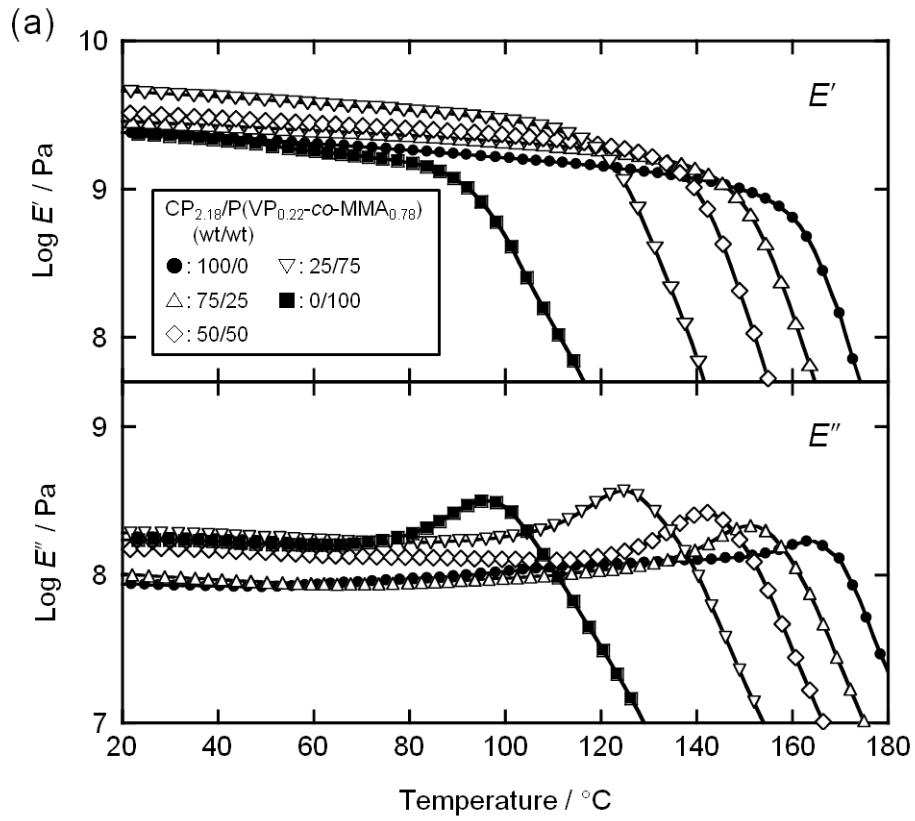 (a)
10
E′
9
Log E′ / Pa
CP2.18/P(VP0.22-co-MMA0.78)
(wt/wt)
: 100/0 : 25/75
: 75/25 : 0/100
: 50/50
8
9
E″
Log E″ / Pa
8
7
20 40 60 80 100 120 140 160 180
Temperature / °C